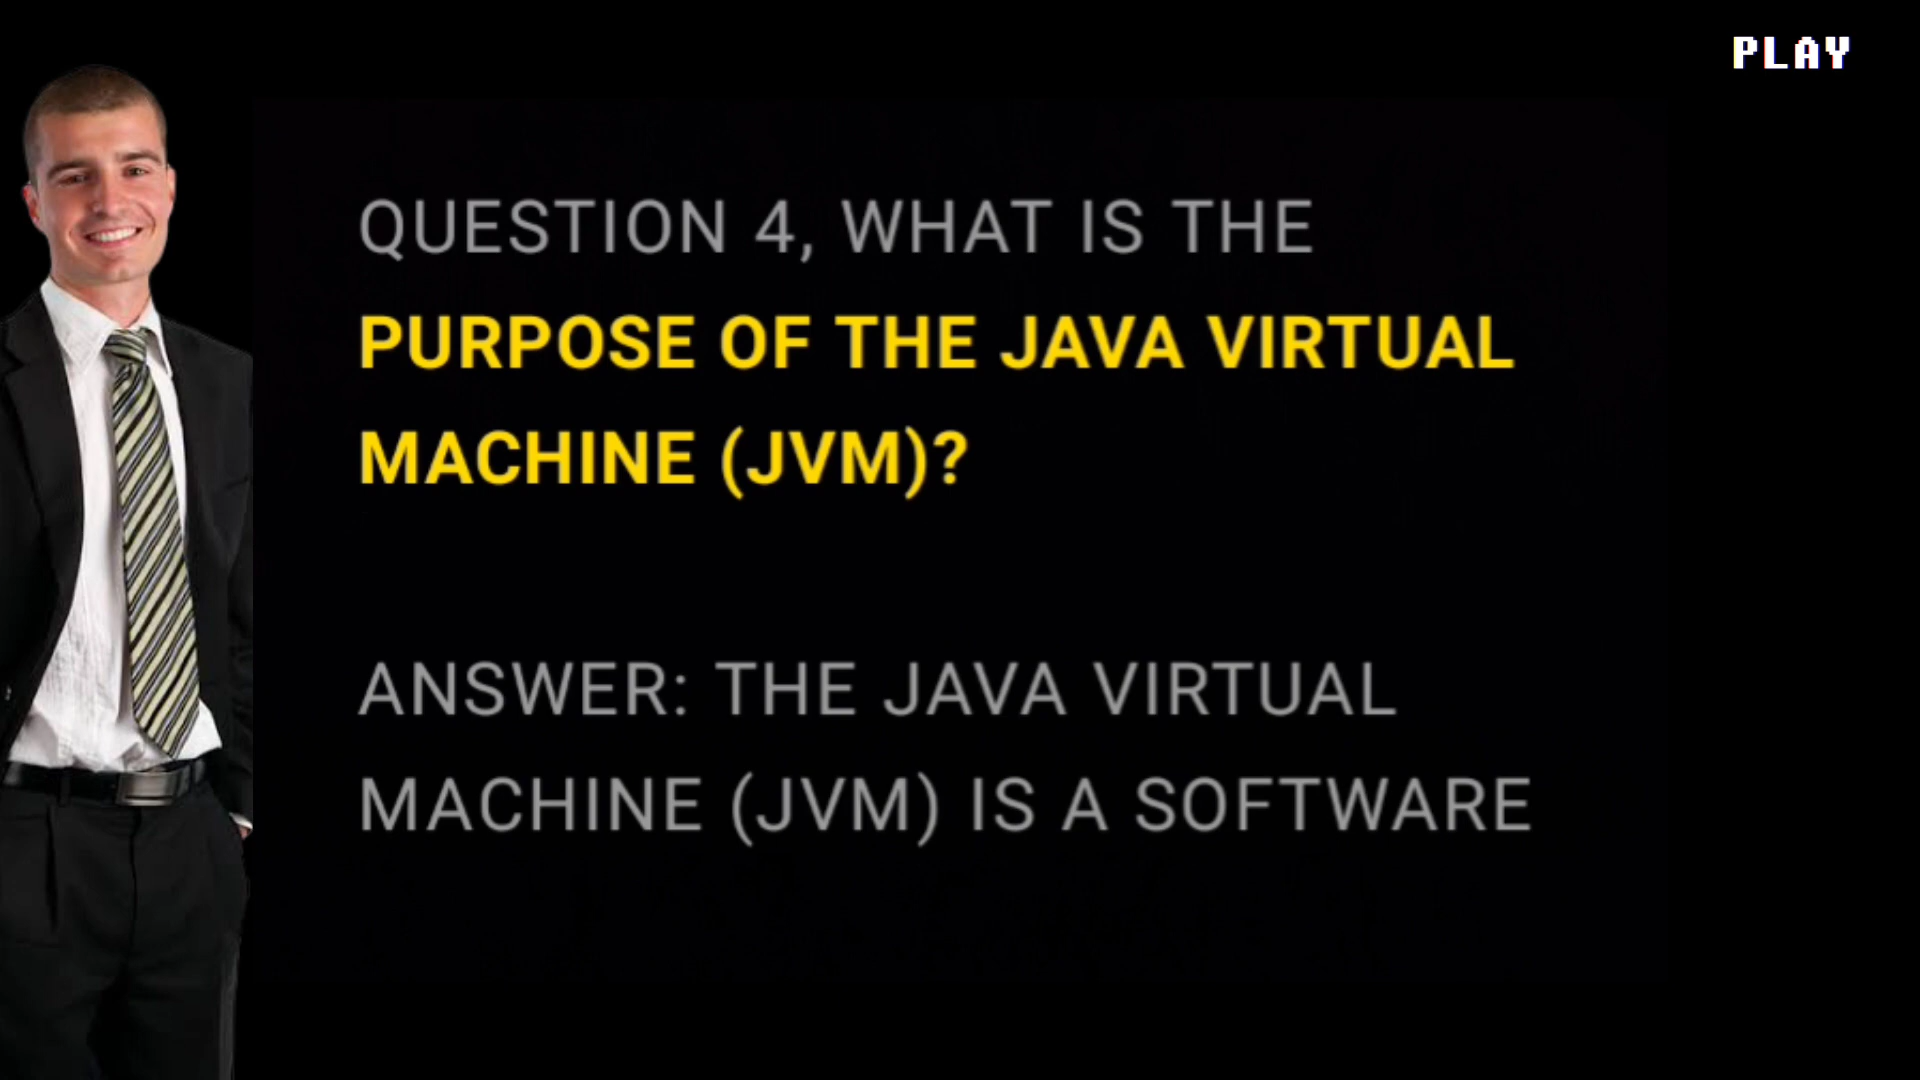 PLAY
QUESTION 4, WHAT IS THE
PURPOSE OF THE JAVA VIRTUAL
MACHINE (JVM)?
ANSWER: THE JAVA VIRTUAL
MACHINE (JVM) IS A SOFTWARE